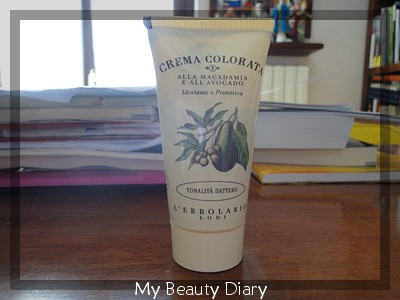 CREMA COLORATA
ALLA MACADAMIA
E ALL'AVOCADO
Idratante e Protettiva
TONALITÀ DATTERO
L'ERBOLARIO
LODI
My Beauty Diary